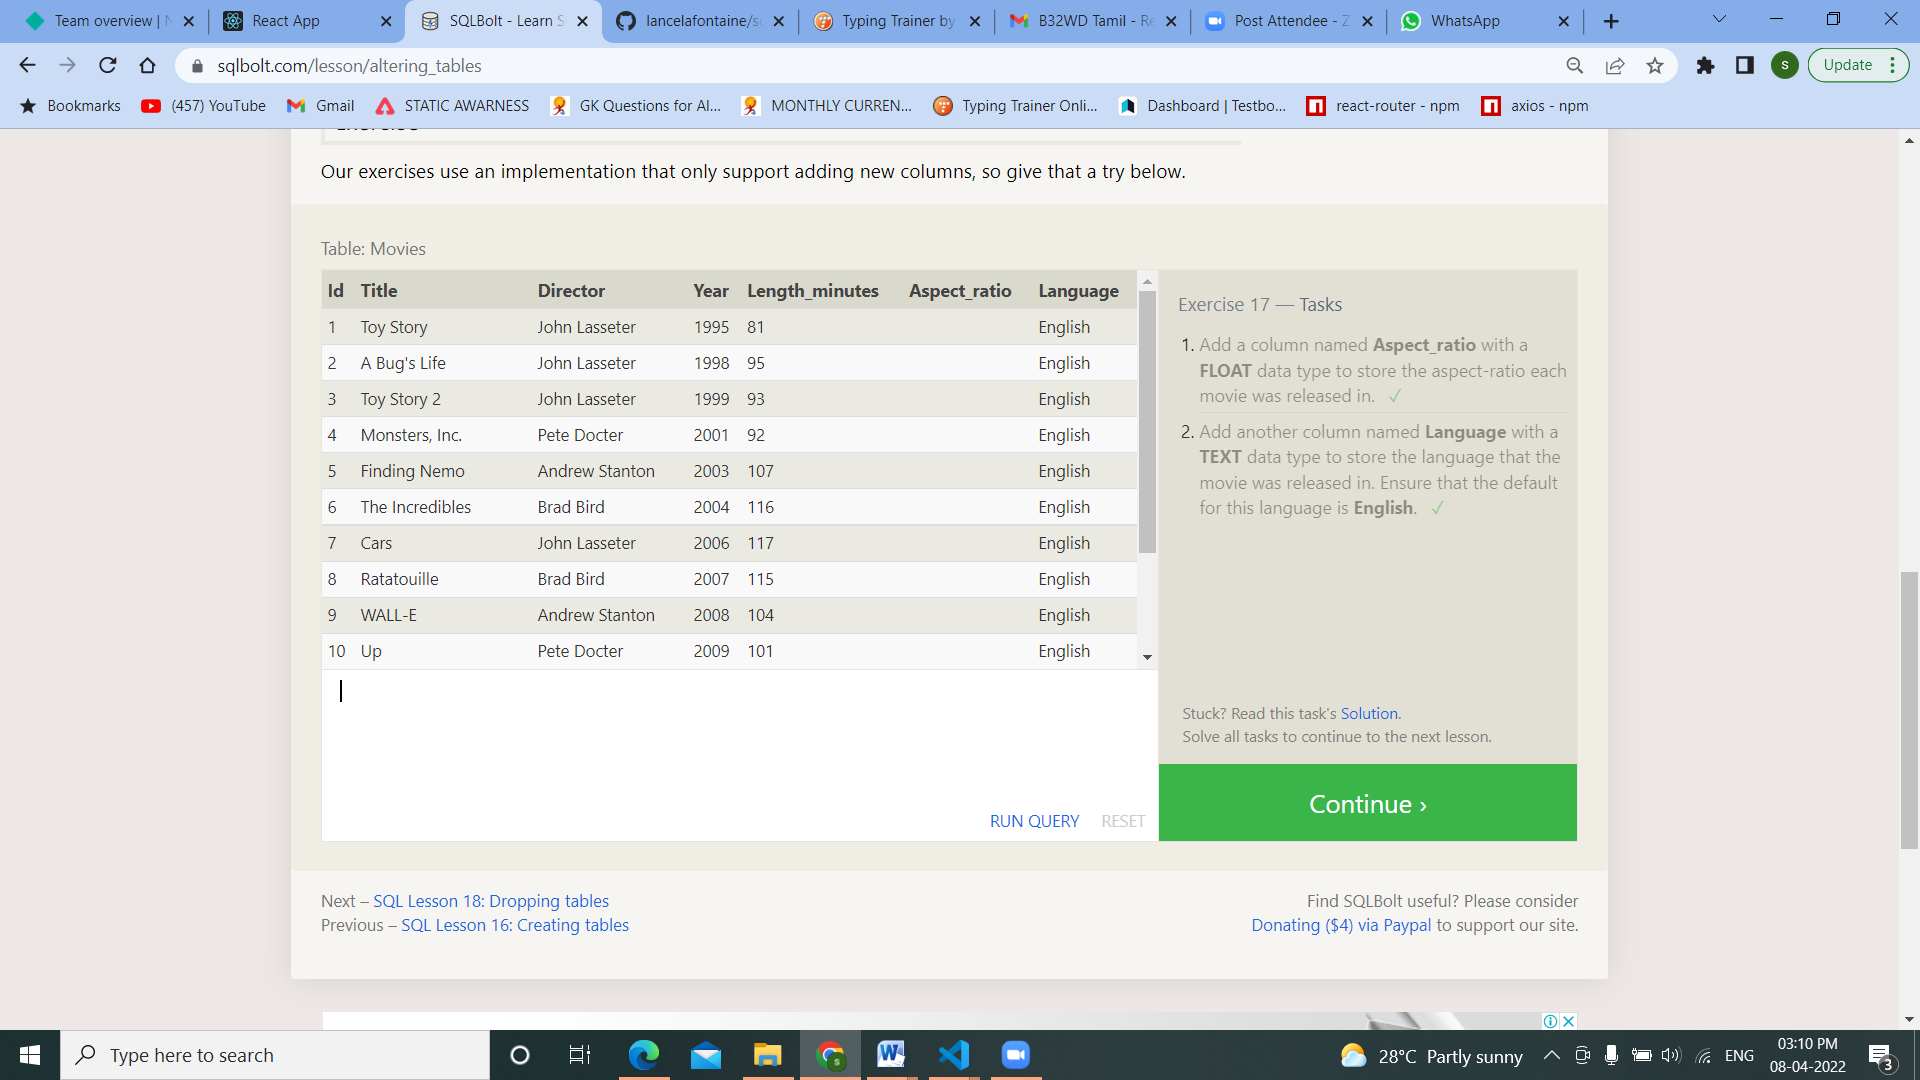 Team overview | N
React App
SQLBolt - Learn S
lancelafontaine/s
Typing Trainer by
B32WD Tamil - Re
Post Attendee - Z
WhatsApp
sqlbolt.com/lesson/altering_tables
S
Update
Bookmarks
(457) YouTube
Gmail
STATIC AWARNESS
GK Questions for Al...
MONTHLY CURREN...
Typing Trainer Onli...
Dashboard | Testbo...
react-router - npm
axios - npm
Our exercises use an implementation that only support adding new columns, so give that a try below.
Table: Movies
Id Title Director Year Length_minutes Aspect_ratio Language
1 Toy Story John Lasseter 1995 81 English
2 A Bug's Life John Lasseter 1998 95 English
3 Toy Story 2 John Lasseter 1999 93 English
4 Monsters, Inc. Pete Docter 2001 92 English
5 Finding Nemo Andrew Stanton 2003 107 English
6 The Incredibles Brad Bird 2004 116 English
7 Cars John Lasseter 2006 117 English
8 Ratatouille Brad Bird 2007 115 English
9 WALL-E Andrew Stanton 2008 104 English
10 Up Pete Docter 2009 101 English
RUN QUERY RESET
Exercise 17 — Tasks
1. Add a column named Aspect_ratio with a
FLOAT data type to store the aspect-ratio each
movie was released in. ✓
2. Add another column named Language with a
TEXT data type to store the language that the
movie was released in. Ensure that the default
for this language is English. ✓
Stuck? Read this task's Solution.
Solve all tasks to continue to the next lesson.
Continue ›
Next – SQL Lesson 18: Dropping tables
Previous – SQL Lesson 16: Creating tables
Find SQLBolt useful? Please consider
Donating ($4) via Paypal to support our site.
Type here to search
28°C Partly sunny
ENG
03:10 PM
08-04-2022
3